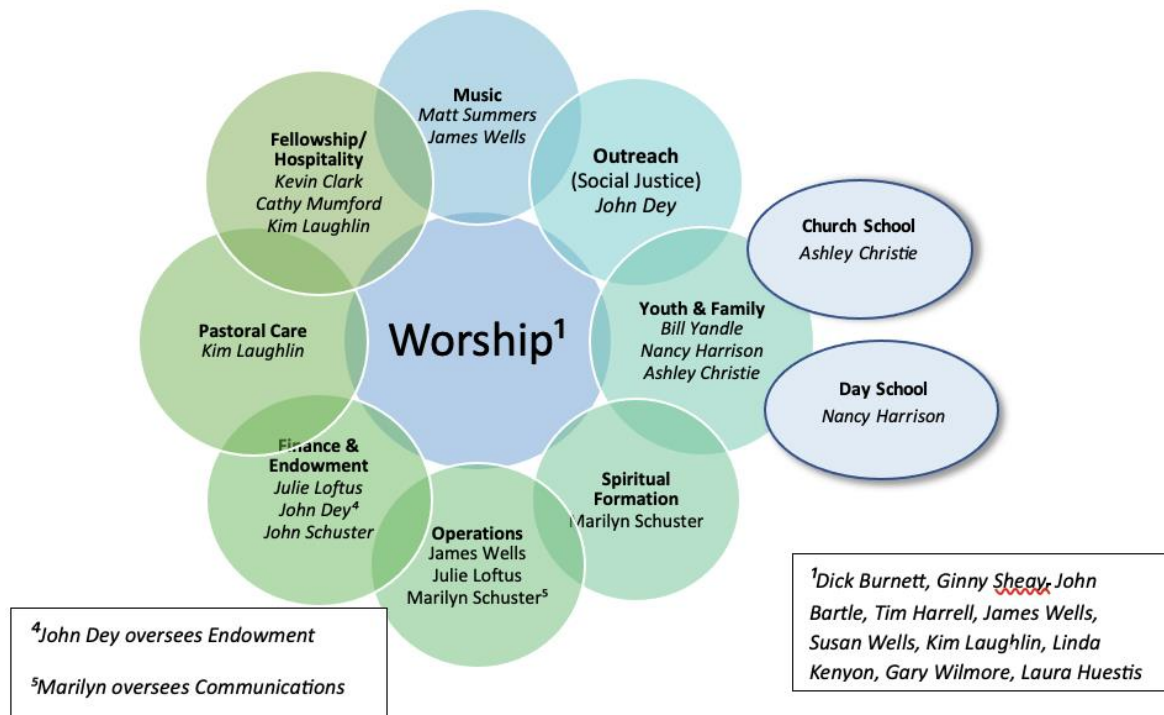 Music
Matt Summers
James Wells
Fellowship/
Hospitality
Kevin Clark
Cathy Mumford
Kim Laughlin
Outreach
(Social Justice)
John Dey
Church School
Ashley Christie
Youth & Family
Bill Yandle
Nancy Harrison
Ashley Christie
Worship¹
Pastoral Care
Kim Laughlin
Day School
Nancy Harrison
Finance &
Endowment
Julie Loftus
John Dey⁴
John Schuster
Spiritual
Formation
Marilyn Schuster
Operations
James Wells
Julie Loftus
Marilyn Schuster⁵
⁴John Dey oversees Endowment
⁵Marilyn oversees Communications
¹Dick Burnett, Ginny Sheay, John
Bartle, Tim Harrell, James Wells,
Susan Wells, Kim Laughlin, Linda
Kenyon, Gary Wilmore, Laura Huestis